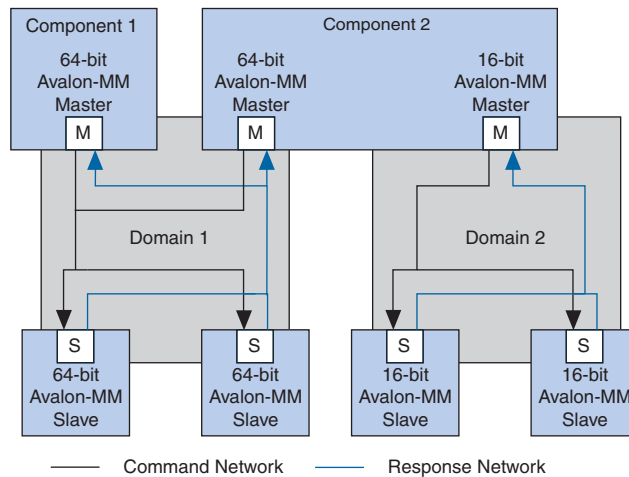 Component 1
64-bit
Avalon-MM
Master
M
Component 2
64-bit
Avalon-MM
Master
M
16-bit
Avalon-MM
Master
M
Domain 1
Domain 2
S
64-bit
Avalon-MM
Slave
S
64-bit
Avalon-MM
Slave
S
16-bit
Avalon-MM
Slave
S
16-bit
Avalon-MM
Slave
Command Network
Response Network